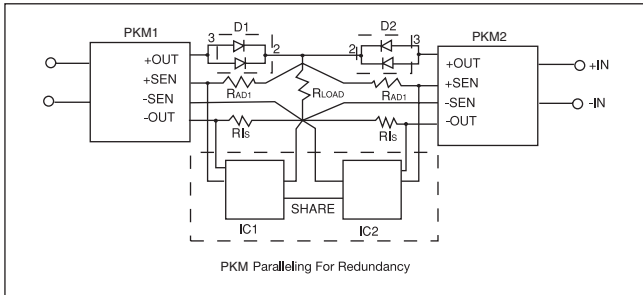 D1
D2
PKM1
3
2
2
3
PKM2
+OUT
+SEN
-SEN
-OUT
RAD1
RLOAD
RAD1
+OUT
+SEN
-SEN
-OUT
+IN
-IN
RIS
RIS
SHARE
IC1
IC2
PKM Paralleling For Redundancy